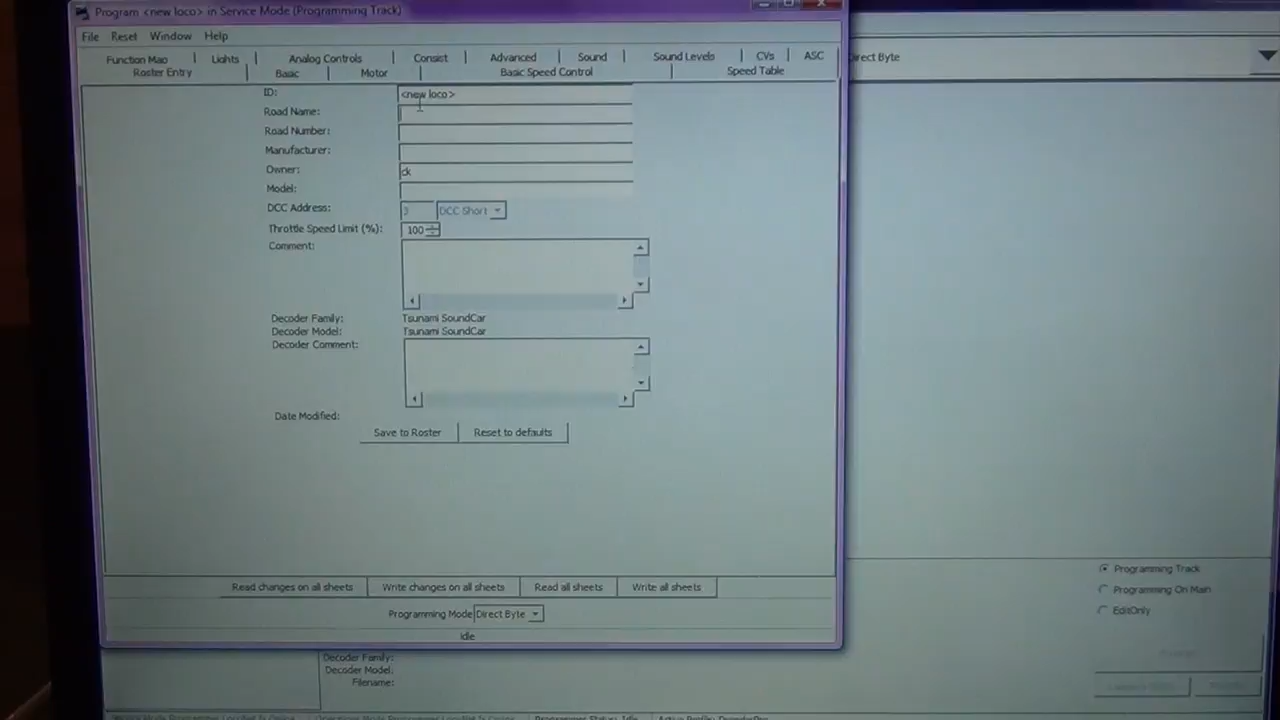 Program <new loco> in Service Mode (Programming Track)
File Reset Window Help
Function Map Lights Analog Controls Consist Advanced Sound Sound Levels CVs ASC
Roster Entry Basic Motor Basic Speed Control Speed Table
irect Byte
ID: <new loco>
Road Name:
Road Number:
Manufacturer:
Owner: ck
Model:
DCC Address: 3 DCC Short
Throttle Speed Limit (%): 100
Comment:
Decoder Family: Tsunami SoundCar
Decoder Model: Tsunami SoundCar
Decoder Comment:
Date Modified:
Save to Roster Reset to defaults
Read changes on all sheets Write changes on all sheets Read all sheets Write all sheets
Programming Mode Direct Byte
idle
Programming Track
Programming On Main
EditOnly
Decoder Family:
Decoder Model:
Filename: